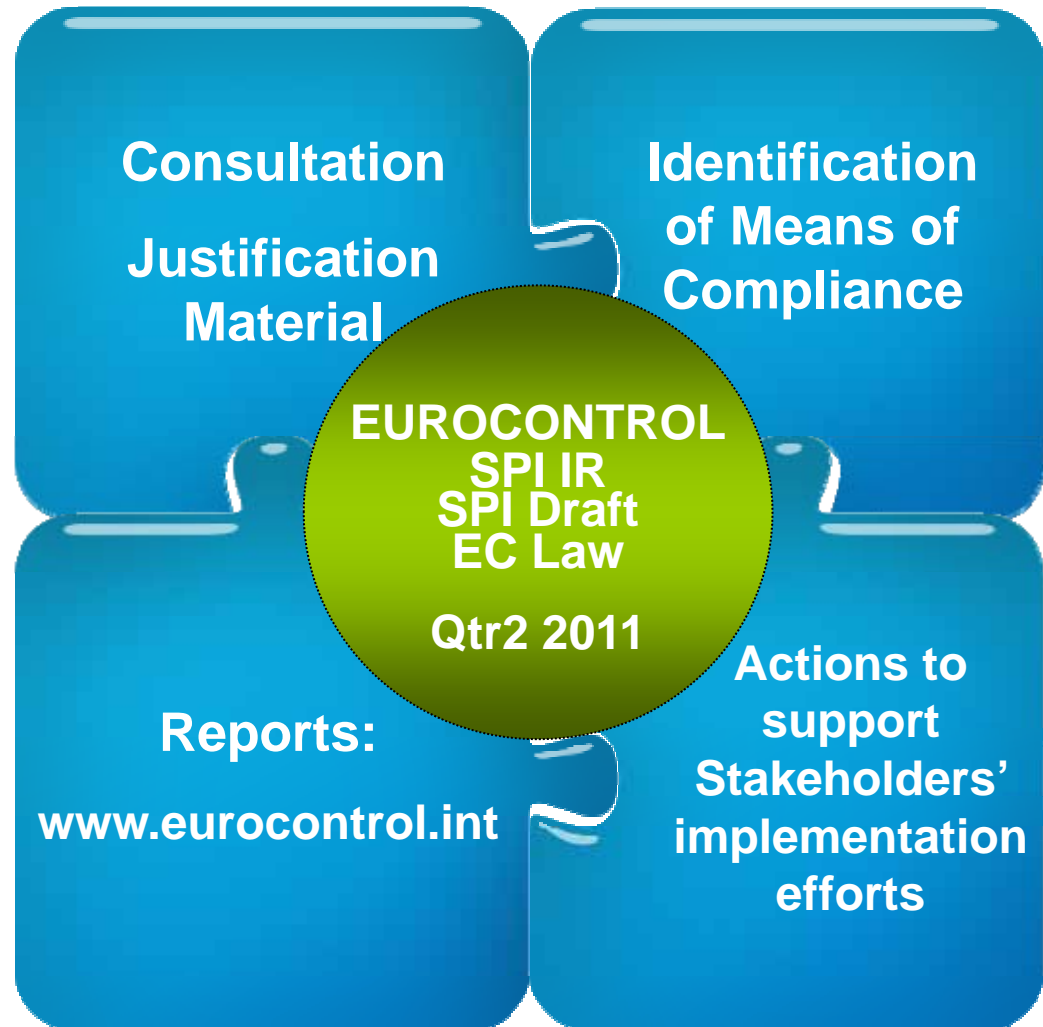 Consultation
Justification
Material
Identification
of Means of
Compliance
EUROCONTROL
SPI IR
SPI Draft
EC Law
Qtr2 2011
Reports:
www.eurocontrol.int
Actions to
support
Stakeholders’
implementation
efforts